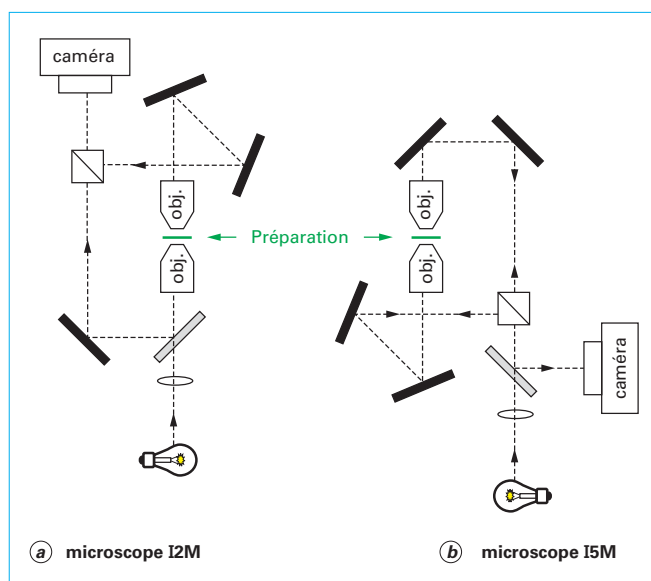 caméra
obj.
obj.
Préparation
obj.
obj.
caméra
a microscope I2M
b microscope I5M